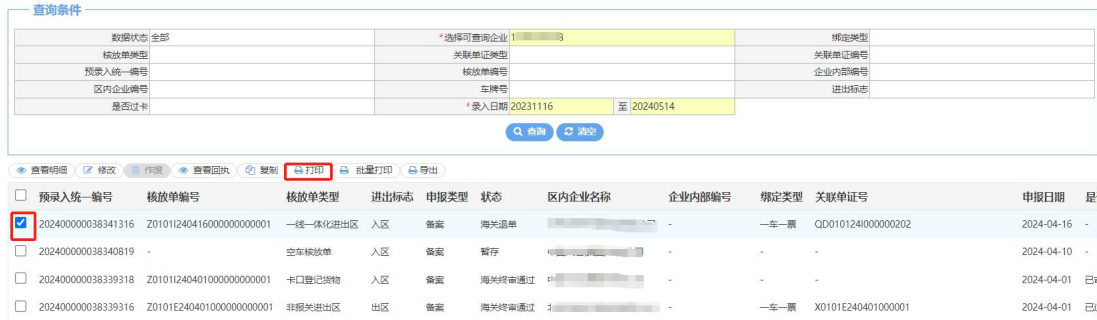 查询条件
数据状态 全部 *选择可查询企业 1 3 绑定类型
核放单类型 关联单证类型 关联单证编号
预录入统一编号 核放单编号 企业内部编号
区内企业编号 车牌号 进出标志
是否过卡 *录入日期 20231116 至 20240514
查询 清空
查看明细 修改 作废 查看回执 复制 打印 批量打印 导出
预录入统一编号 核放单编号 核放单类型 进出标志 申报类型 状态 区内企业名称 企业内部编号 绑定类型 关联单证号 申报日期 是
202400000038341316 Z0101I240416000000000001 一线一体化进出区 入区 备案 海关退单 - 一车一票 QD010124I000000202 2024-04-16 -
202400000038340819 - 空车核放单 入区 备案 暂存 - - - 2024-04-10 -
202400000038339318 Z0101I240401000000000001 卡口登记货物 入区 备案 海关终审通过 - - - 2024-04-01 已
202400000038339316 Z0101E240401000000000001 非报关进出区 出区 备案 海关终审通过 - 一车一票 X0101E240401000001 2024-04-01 已